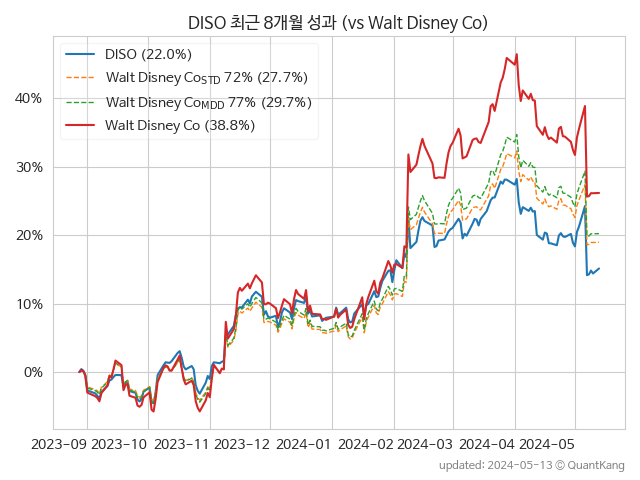 DISO 최근 8개월 성과 (vs Walt Disney Co)
DISO (22.0%)
Walt Disney CoSTD 72% (27.7%)
Walt Disney CoMDD 77% (29.7%)
Walt Disney Co (38.8%)
40%
30%
20%
10%
0%
2023-09 2023-10 2023-11 2023-12 2024-01 2024-02 2024-03 2024-04 2024-05
updated: 2024-05-13 © QuantKang